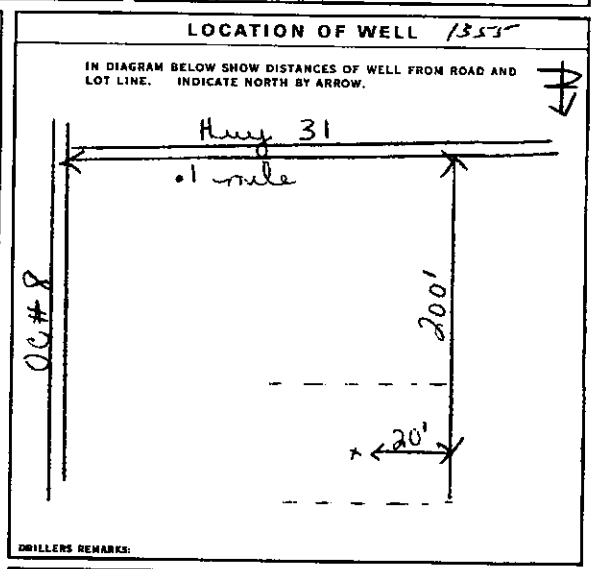 LOCATION OF WELL 1355
IN DIAGRAM BELOW SHOW DISTANCES OF WELL FROM ROAD AND
LOT LINE. INDICATE NORTH BY ARROW.
Hwy 31
.1 mile
OC#8
200'
20'
DRILLERS REMARKS: